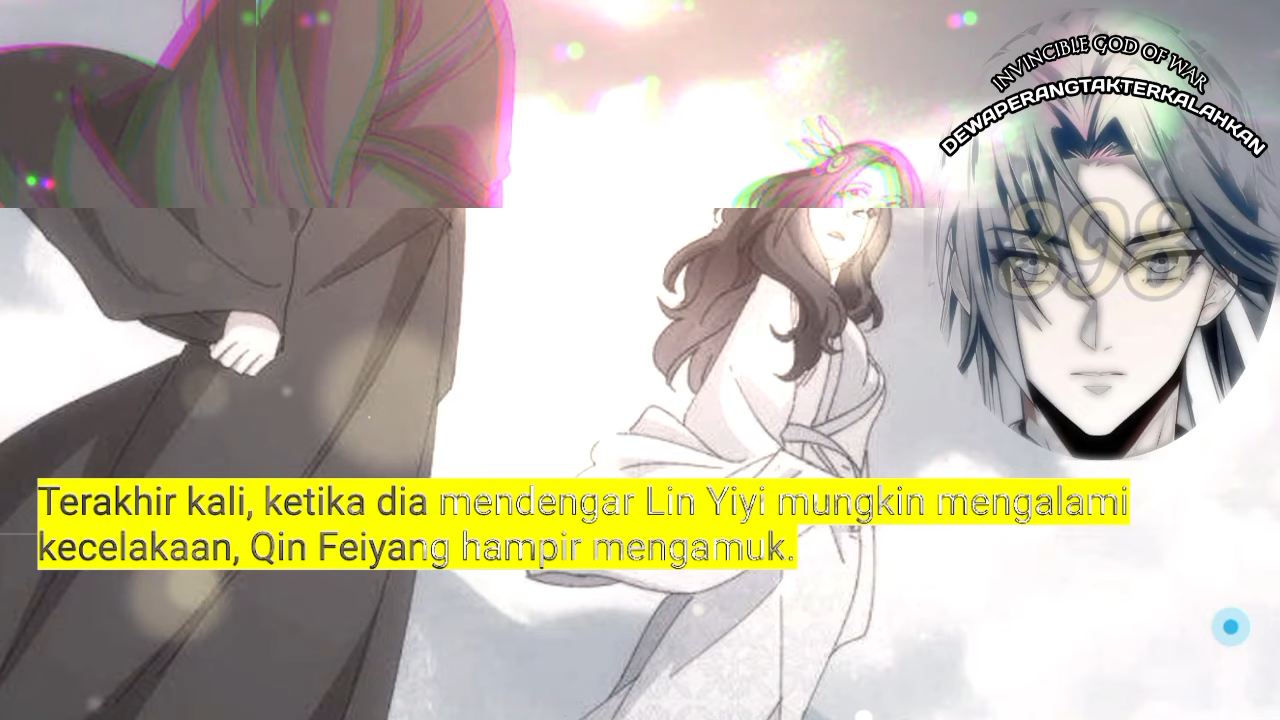 INVINCIBLE GOD OF WAR
DEWAPERANGTAKTERKALAHKAN
398
Terakhir kali, ketika dia mendengar Lin Yiyi mungkin mengalami
kecelakaan, Qin Feiyang hampir mengamuk.